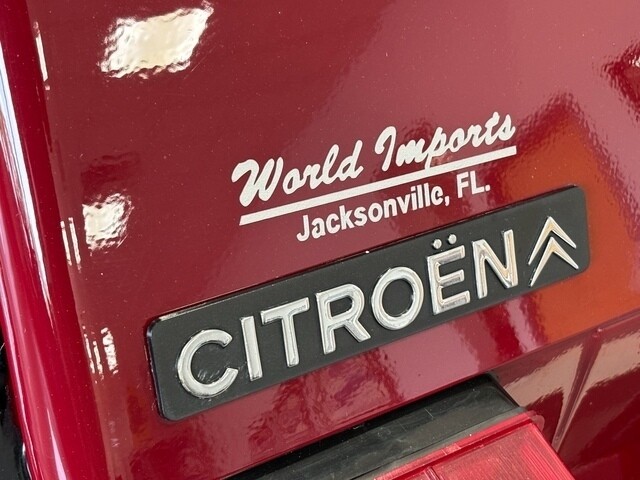 World Imports
Jacksonville, FL.
CITROËN